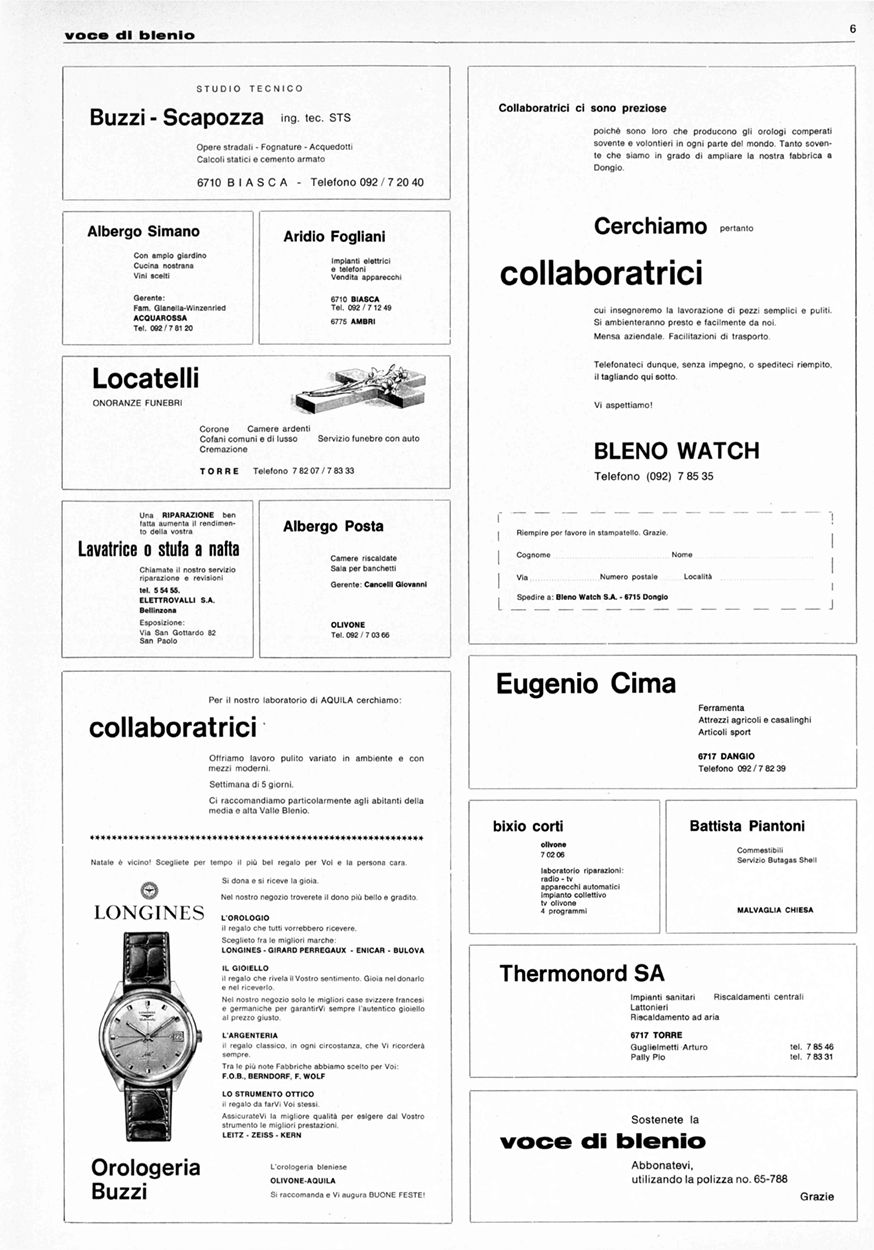 voce di blenio
6
STUDIO TECNICO
Buzzi - Scapozza ing. tec. STS
Opere stradali - Fognature - Acquedotti
Calcoli statici e cemento armato
6710 BIASCA - Telefono 092 / 7 20 40
Albergo Simano
Con ampio giardino
Cucina nostrana
Vini scelti
Gerente:
Fam. Gianella-Winzenried
ACQUAROSSA
Tel. 092 / 7 81 20
Aridio Fogliani
Impianti elettrici
e telefoni
Vendita apparecchi
6710 BIASCA
Tel. 092 / 7 12 49
6775 AMBRI
Locatelli
ONORANZE FUNEBRI
Corone Camere ardenti
Cofani comuni e di lusso Servizio funebre con auto
Cremazione
TORRE Telefono 7 82 07 / 7 83 33
Una RIPARAZIONE ben
fatta aumenta il rendimen-
to della vostra
Lavatrice o stufa a nafta
Chiamate il nostro servizio
riparazione e revisioni
tel. 5 54 55.
ELETTROVALLI S.A.
Bellinzona
Esposizione:
Via San Gottardo 82
San Paolo
Albergo Posta
Camere riscaldate
Sala per banchetti
Gerente: Cancelli Giovanni
OLIVONE
Tel. 092 / 7 03 66
Per il nostro laboratorio di AQUILA cerchiamo:
collaboratrici
Offriamo lavoro pulito variato in ambiente e con
mezzi moderni.
Settimana di 5 giorni.
Ci raccomandiamo particolarmente agli abitanti della
media e alta Valle Blenio.
************************************************************
Natale è vicino! Scegliete per tempo il più bel regalo per Voi e la persona cara.
LONGINES
Si dona e si riceve la gioia.
Nel nostro negozio troverete il dono più bello e gradito.
L'OROLOGIO
il regalo che tutti vorrebbero ricevere.
Sceglieto fra le migliori marche:
LONGINES - GIRARD PERREGAUX - ENICAR - BULOVA
IL GIOIELLO
il regalo che rivela il Vostro sentimento. Gioia nel donarlo
e nel riceverlo.
Nel nostro negozio solo le migliori case svizzere francesi
e germaniche per garantirVi sempre l'autentico gioiello
al prezzo giusto.
L'ARGENTERIA
il regalo classico, in ogni circostanza, che Vi ricorderà
sempre.
Tra le più note Fabbriche abbiamo scelto per Voi:
F.O.B., BERNDORF, F. WOLF
LO STRUMENTO OTTICO
il regalo da farVi Voi stessi.
AssicurateVi la migliore qualità per esigere dal Vostro
strumento le migliori prestazioni.
LEITZ - ZEISS - KERN
Orologeria
Buzzi
L'orologeria bleniese
OLIVONE-AQUILA
Si raccomanda e Vi augura BUONE FESTE!
Collaboratrici ci sono preziose
poichè sono loro che producono gli orologi comperati
sovente e volontieri in ogni parte del mondo. Tanto soven-
te che siamo in grado di ampliare la nostra fabbrica a
Dongio.
Cerchiamo pertanto
collaboratrici
cui insegneremo la lavorazione di pezzi semplici e puliti.
Si ambienteranno presto e facilmente da noi.
Mensa aziendale. Facilitazioni di trasporto.
Telefonateci dunque, senza impegno, o spediteci riempito,
il tagliando qui sotto.
Vi aspettiamo!
BLENO WATCH
Telefono (092) 7 85 35
Riempire per favore in stampatello. Grazie.
Cognome Nome
Via Numero postale Località
Spedire a: Bleno Watch S.A. - 6715 Dongio
Eugenio Cima
Ferramenta
Attrezzi agricoli e casalinghi
Articoli sport
6717 DANGIO
Telefono 092 / 7 82 39
bixio corti
olivone
7 02 06
laboratorio riparazioni:
radio - tv
apparecchi automatici
impianto collettivo
tv olivone
4 programmi
Battista Piantoni
Commestibili
Servizio Butagas Shell
MALVAGLIA CHIESA
Thermonord SA
Impianti sanitari Riscaldamenti centrali
Lattonieri
Riscaldamento ad aria
6717 TORRE
Guglielmetti Arturo tel. 7 85 46
Pally Pio tel. 7 83 31
Sostenete la
voce di blenio
Abbonatevi,
utilizando la polizza no. 65-788
Grazie